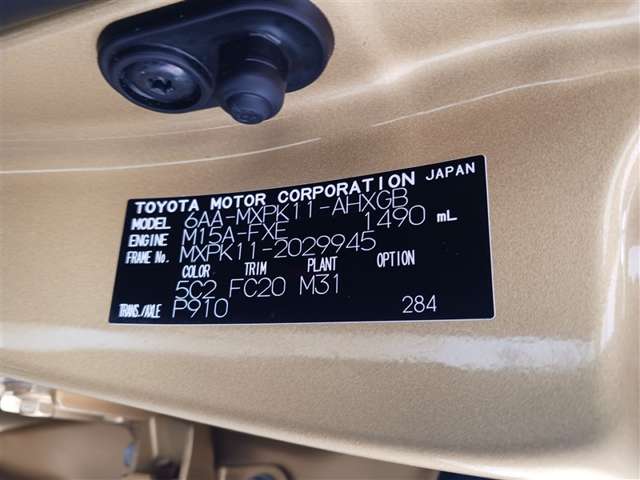 TOYOTA MOTOR CORPORATION JAPAN
MODEL 6AA-MXPK11-AHXGB
ENGINE M15A-FXE 1490 mL
FRAME No. MXPK11-2029945
COLOR TRIM PLANT OPTION
5C2 FC20 M31
TRANS./AXLE P910 284